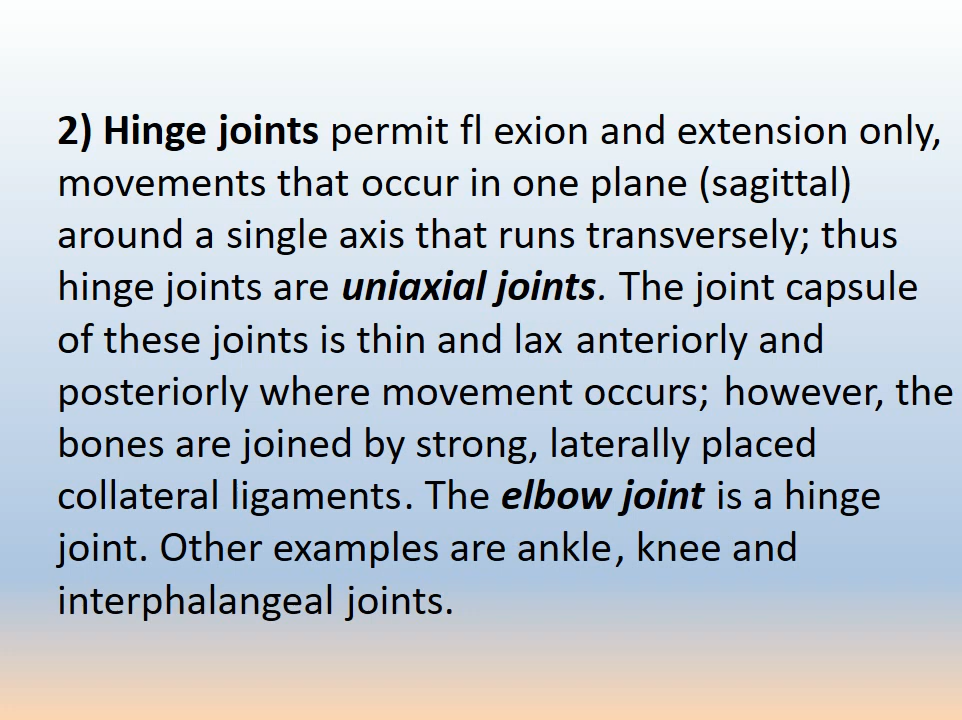 2) Hinge joints permit fl exion and extension only,
movements that occur in one plane (sagittal)
around a single axis that runs transversely; thus
hinge joints are uniaxial joints. The joint capsule
of these joints is thin and lax anteriorly and
posteriorly where movement occurs; however, the
bones are joined by strong, laterally placed
collateral ligaments. The elbow joint is a hinge
joint. Other examples are ankle, knee and
interphalangeal joints.